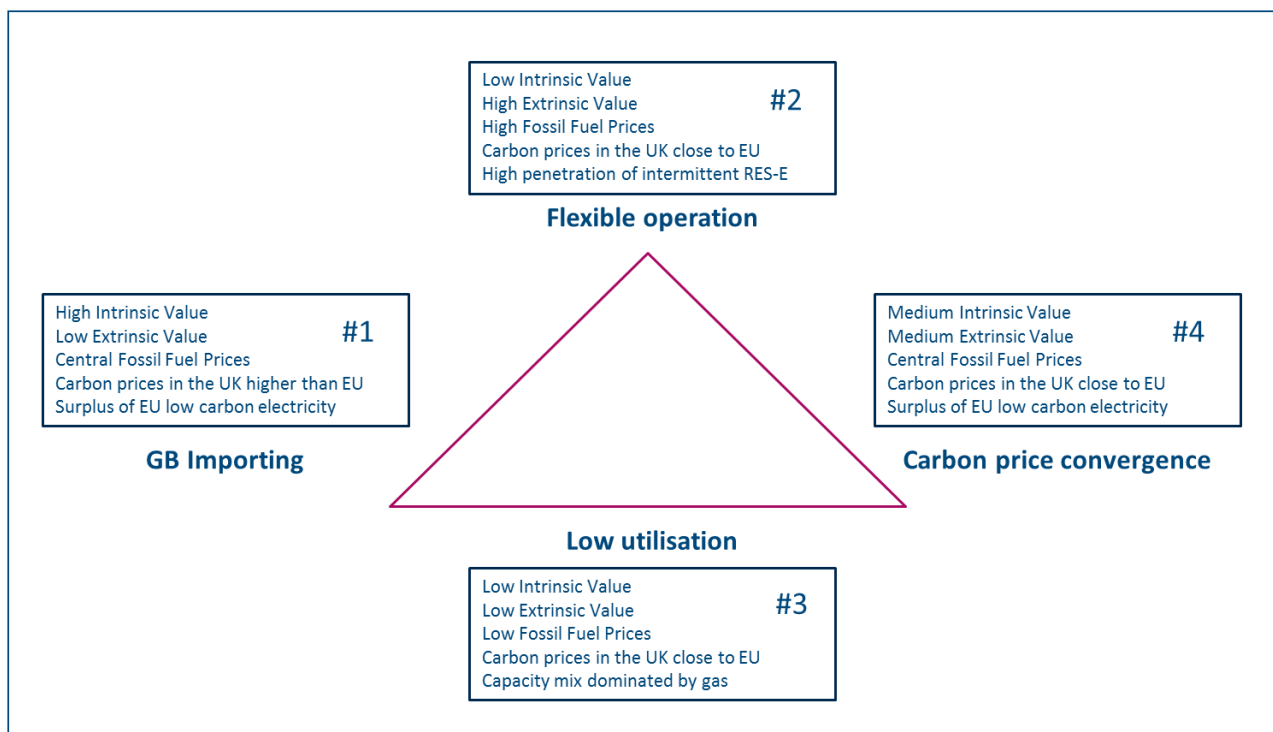 Low Intrinsic Value
High Extrinsic Value
#2
High Fossil Fuel Prices
Carbon prices in the UK close to EU
High penetration of intermittent RES-E
Flexible operation
High Intrinsic Value
Low Extrinsic Value
#1
Central Fossil Fuel Prices
Carbon prices in the UK higher than EU
Surplus of EU low carbon electricity
GB Importing
Medium Intrinsic Value
Medium Extrinsic Value
#4
Central Fossil Fuel Prices
Carbon prices in the UK close to EU
Surplus of EU low carbon electricity
Carbon price convergence
Low utilisation
Low Intrinsic Value
Low Extrinsic Value
#3
Low Fossil Fuel Prices
Carbon prices in the UK close to EU
Capacity mix dominated by gas